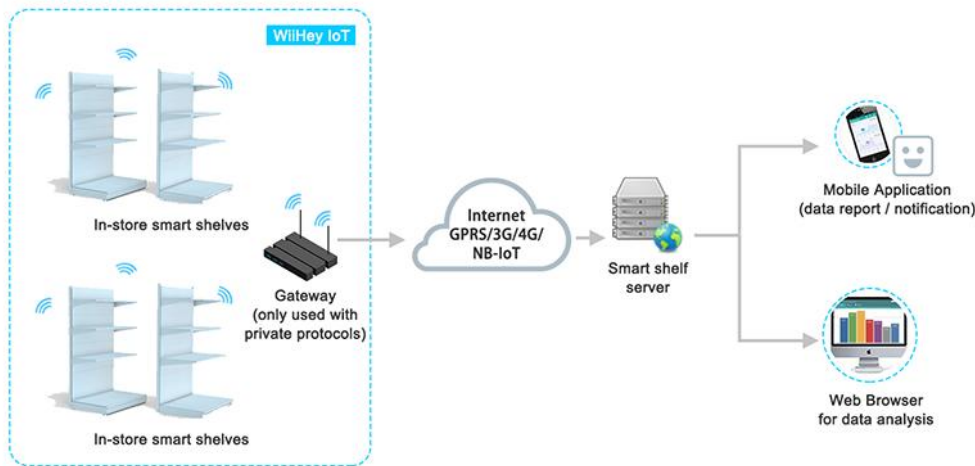 WiiHey IoT
In-store smart shelves
Gateway
(only used with
private protocols)
In-store smart shelves
Internet
GPRS/3G/4G/
NB-IoT
Smart shelf
server
Mobile Application
(data report / notification)
Web Browser
for data analysis